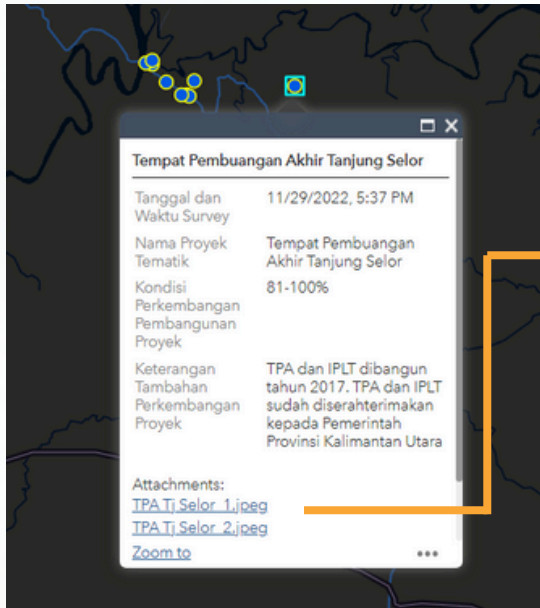 Tempat Pembuangan Akhir Tanjung Selor
Tanggal dan
Waktu Survey
11/29/2022, 5:37 PM
Nama Proyek
Tematik
Tempat Pembuangan
Akhir Tanjung Selor
Kondisi
Perkembangan
Pembangunan
Proyek
81-100%
Keterangan
Tambahan
Perkembangan
Proyek
TPA dan IPLT dibangun
tahun 2017. TPA dan IPLT
sudah diserahterimakan
kepada Pemerintah
Provinsi Kalimantan Utara
Attachments:
TPA Tj Selor_1.jpeg
TPA Tj Selor_2.jpeg
Zoom to